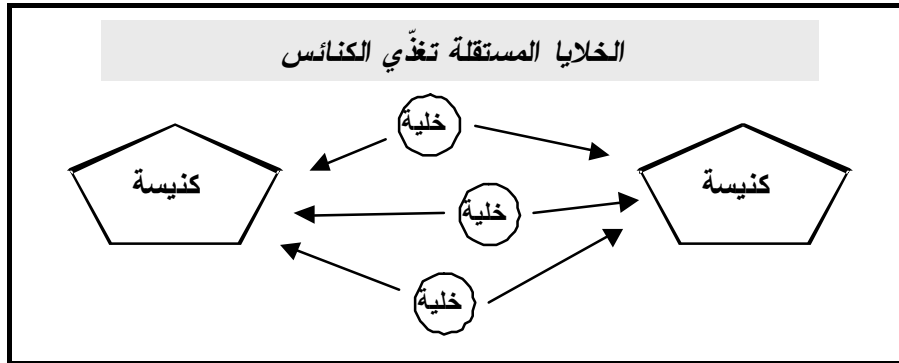 الخلايا المستقلة تغذّي الكنائس
خلية
كنيسة
كنيسة
خلية
خلية